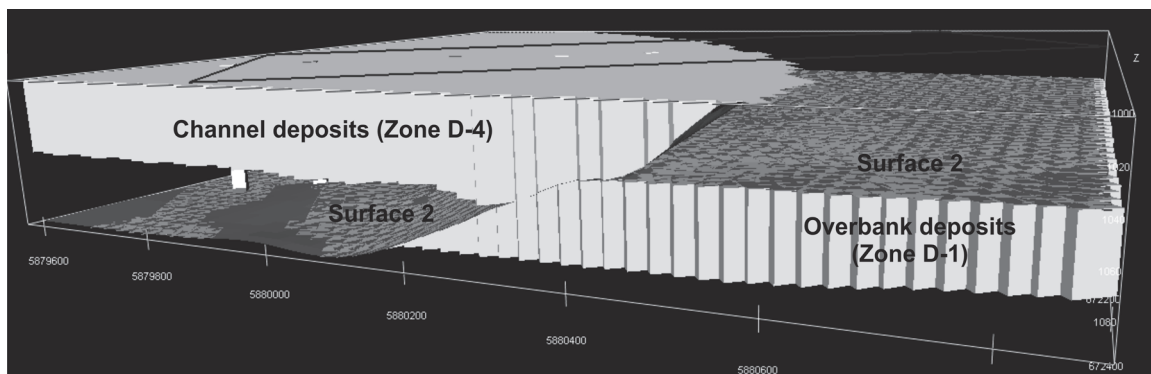 Z
1000
Channel deposits (Zone D-4)
Surface 2
1020
Surface 2
1040
Overbank deposits
(Zone D-1)
5879600
1060
5879800
672200
5880000
1080
5880200
5880400
5880600
672400